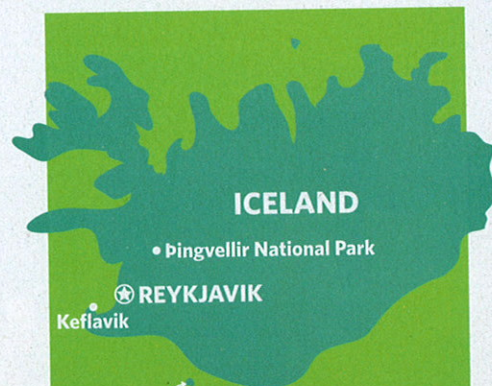 ICELAND
Þingvellir National Park
REYKJAVIK
Keflavik